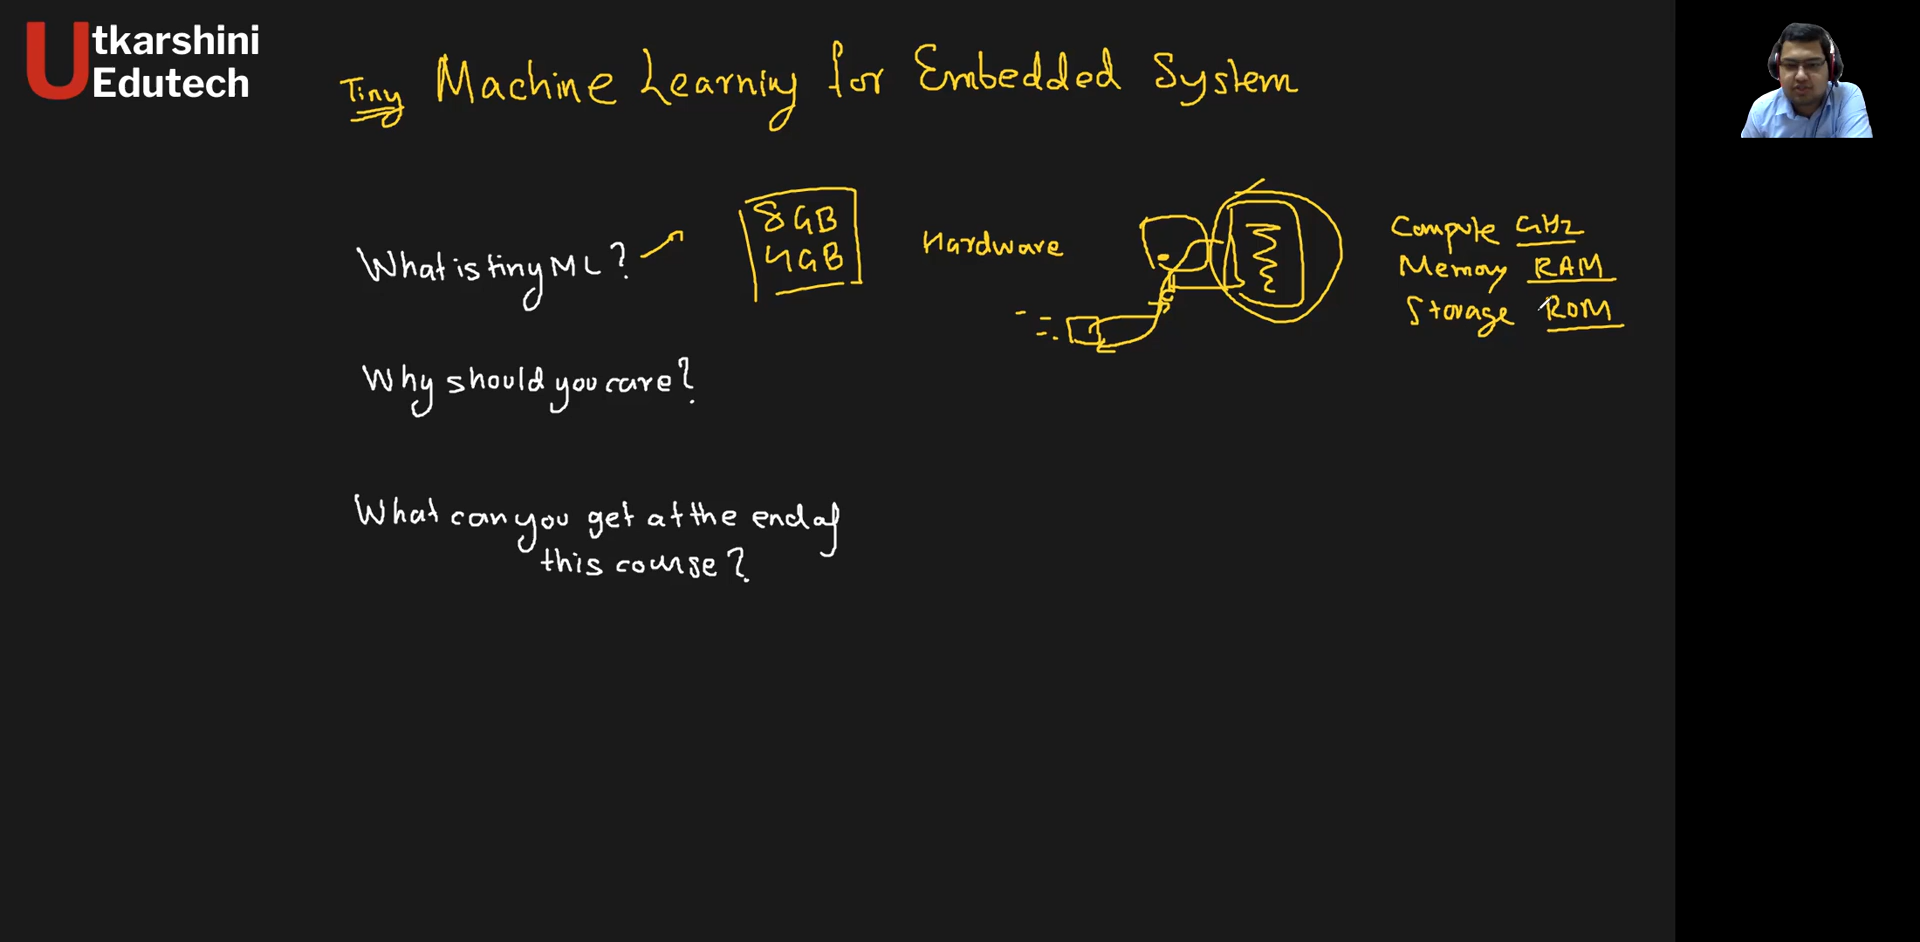 Utkarshini
Edutech
Tiny Machine Learning for Embedded System
What is tiny ML?
8GB
4GB
Hardware
Compute GHz
Memory RAM
Storage ROM
Why should you care?
What can you get at the end of
this course?